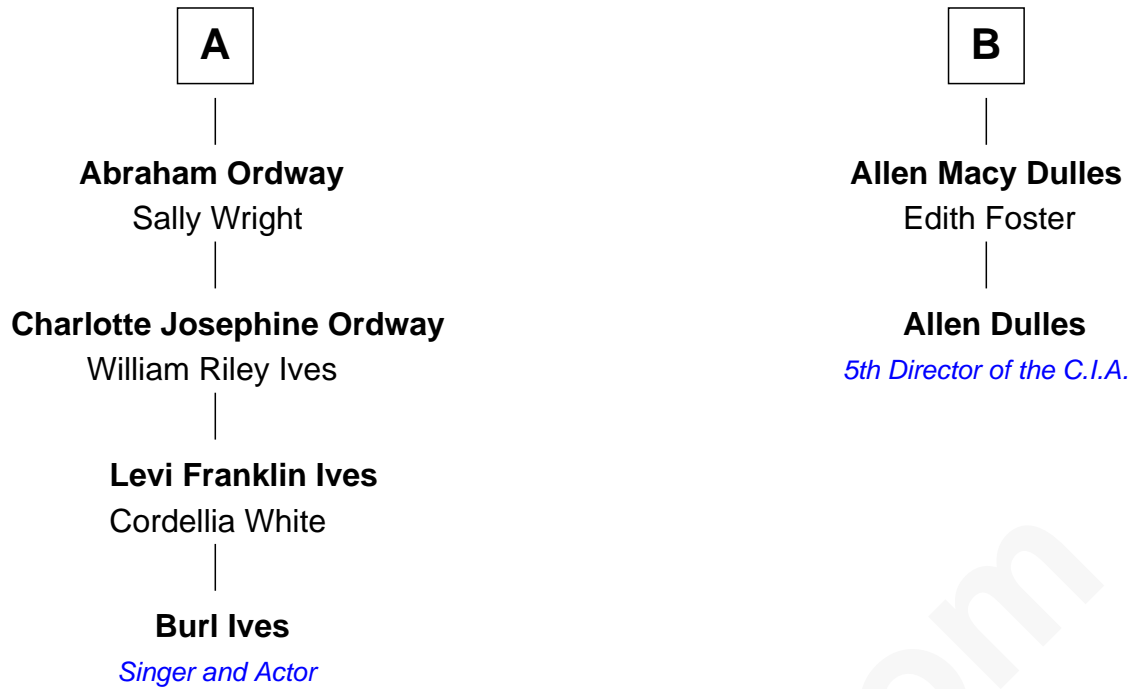 A
Abraham Ordway
Sally Wright
Charlotte Josephine Ordway
William Riley Ives
Levi Franklin Ives
Cordellia White
Burl Ives
Singer and Actor
B
Allen Macy Dulles
Edith Foster
Allen Dulles
5th Director of the C.I.A.
om